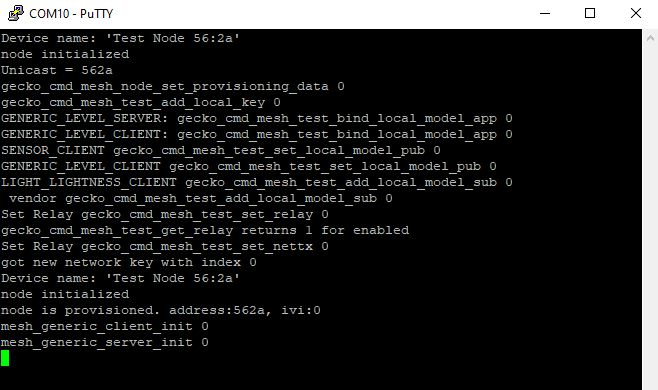 COM10 - PuTTY
Device name: 'Test Node 56:2a'
node initialized
Unicast = 562a
gecko_cmd_mesh_node_set_provisioning_data 0
gecko_cmd_mesh_test_add_local_key 0
GENERIC_LEVEL_SERVER: gecko_cmd_mesh_test_bind_local_model_app 0
GENERIC_LEVEL_CLIENT: gecko_cmd_mesh_test_bind_local_model_app 0
SENSOR_CLIENT gecko_cmd_mesh_test_set_local_model_pub 0
GENERIC_LEVEL_CLIENT gecko_cmd_mesh_test_set_local_model_pub 0
LIGHT_LIGHTNESS_CLIENT gecko_cmd_mesh_test_add_local_model_sub 0
 vendor gecko_cmd_mesh_test_add_local_model_sub 0
Set Relay gecko_cmd_mesh_test_set_relay 0
gecko_cmd_mesh_test_get_relay returns 1 for enabled
Set Relay gecko_cmd_mesh_test_set_nettx 0
got new network key with index 0
Device name: 'Test Node 56:2a'
node initialized
node is provisioned. address:562a, ivi:0
mesh_generic_client_init 0
mesh_generic_server_init 0